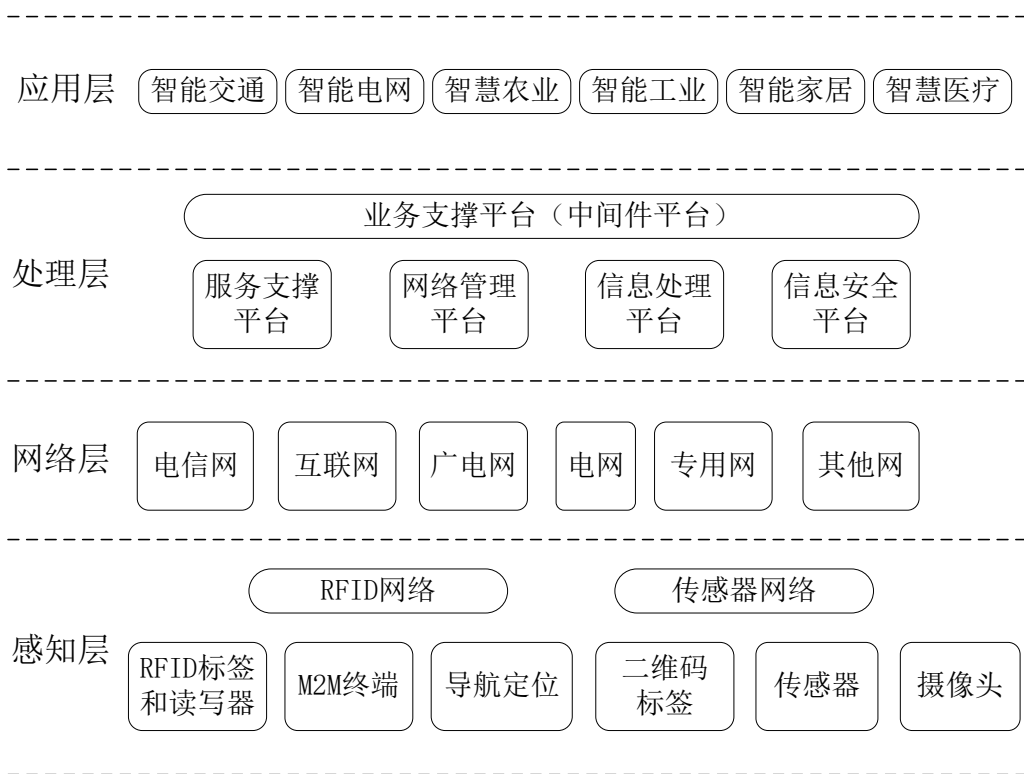 应用层 智能交通 智能电网 智慧农业 智能工业 智能家居 智慧医疗
业务支撑平台（中间件平台）
处理层
服务支撑 网络管理 信息处理 信息安全
平台 平台 平台 平台
网络层 电信网 互联网 广电网 电网 专用网 其他网
RFID网络 传感器网络
感知层
RFID标签 M2M终端 导航定位 二维码 传感器 摄像头
和读写器 标签